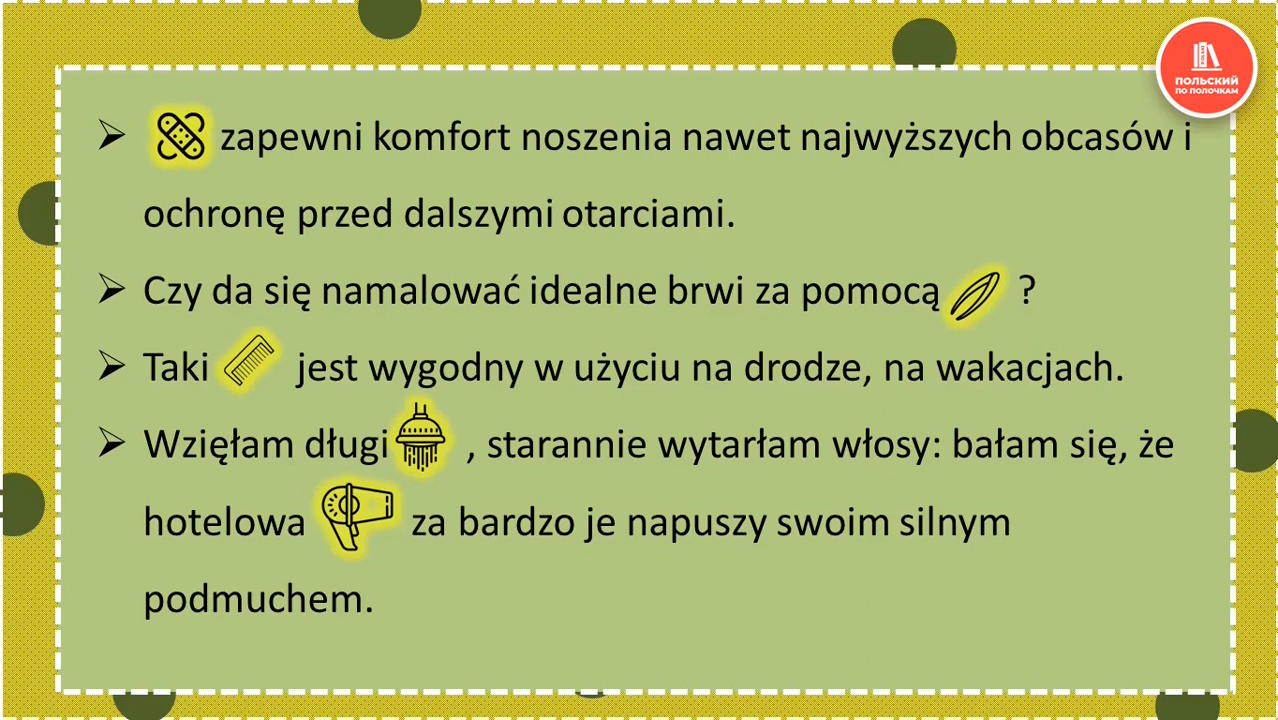 ПОЛЬСКИЙ
ПО ПОЛОЧКАМ
zapewni komfort noszenia nawet najwyższych obcasów i
ochronę przed dalszymi otarciami.
Czy da się namalować idealne brwi za pomocą ?
Taki jest wygodny w użyciu na drodze, na wakacjach.
Wzięłam długi , starannie wytarłam włosy: bałam się, że
hotelowa za bardzo je napuszy swoim silnym
podmuchem.